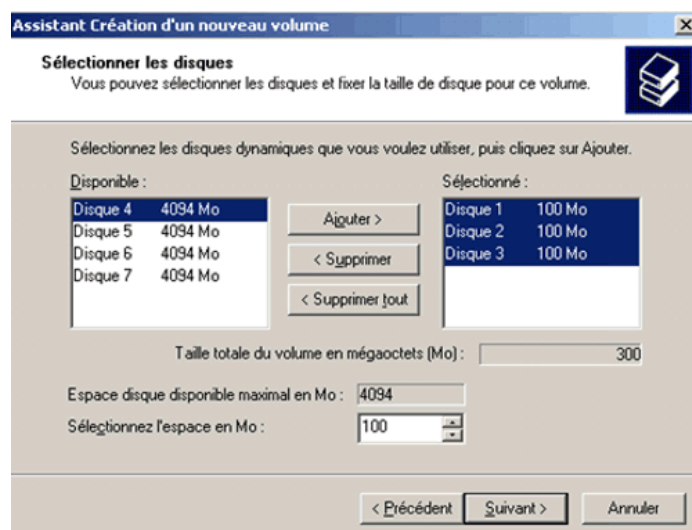 Assistant Création d'un nouveau volume
Sélectionner les disques
Vous pouvez sélectionner les disques et fixer la taille de disque pour ce volume.
Sélectionnez les disques dynamiques que vous voulez utiliser, puis cliquez sur Ajouter.
Disponible :
Sélectionné :
Disque 4 4094 Mo
Disque 5 4094 Mo
Disque 6 4094 Mo
Disque 7 4094 Mo
Ajouter >
< Supprimer
< Supprimer tout
Disque 1 100 Mo
Disque 2 100 Mo
Disque 3 100 Mo
Taille totale du volume en mégaoctets (Mo) : 300
Espace disque disponible maximal en Mo : 4094
Sélectionnez l'espace en Mo : 100
< Précédent Suivant > Annuler